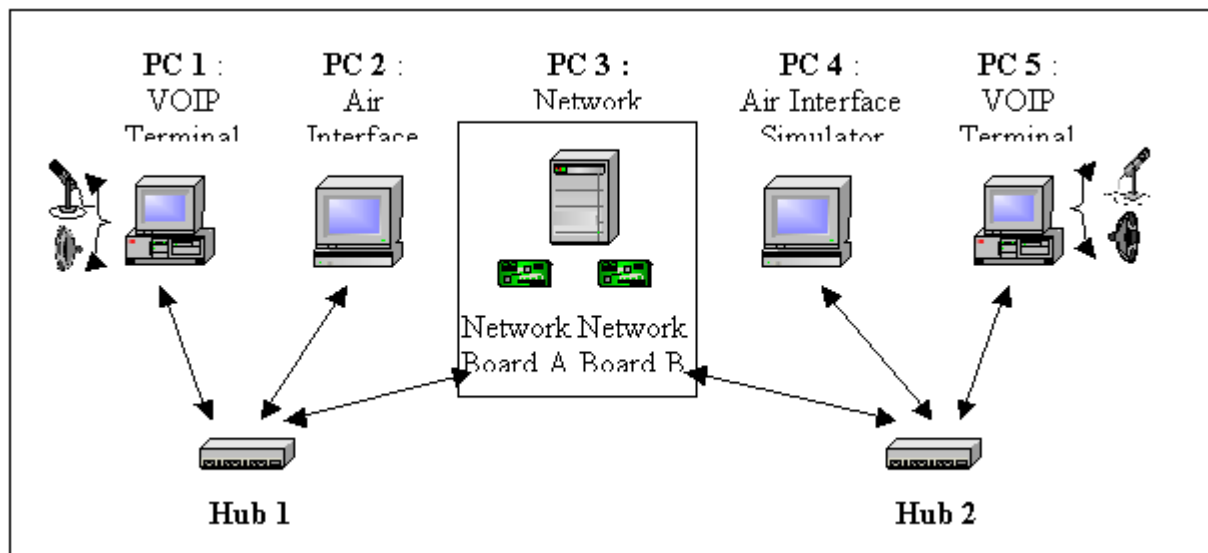 PC 1 :
VOIP
Terminal
PC 2 :
Air
Interface
PC 3 :
Network
PC 4 :
Air Interface
Simulator
PC 5 :
VOIP
Terminal
Network Network
Board A Board B
Hub 1
Hub 2